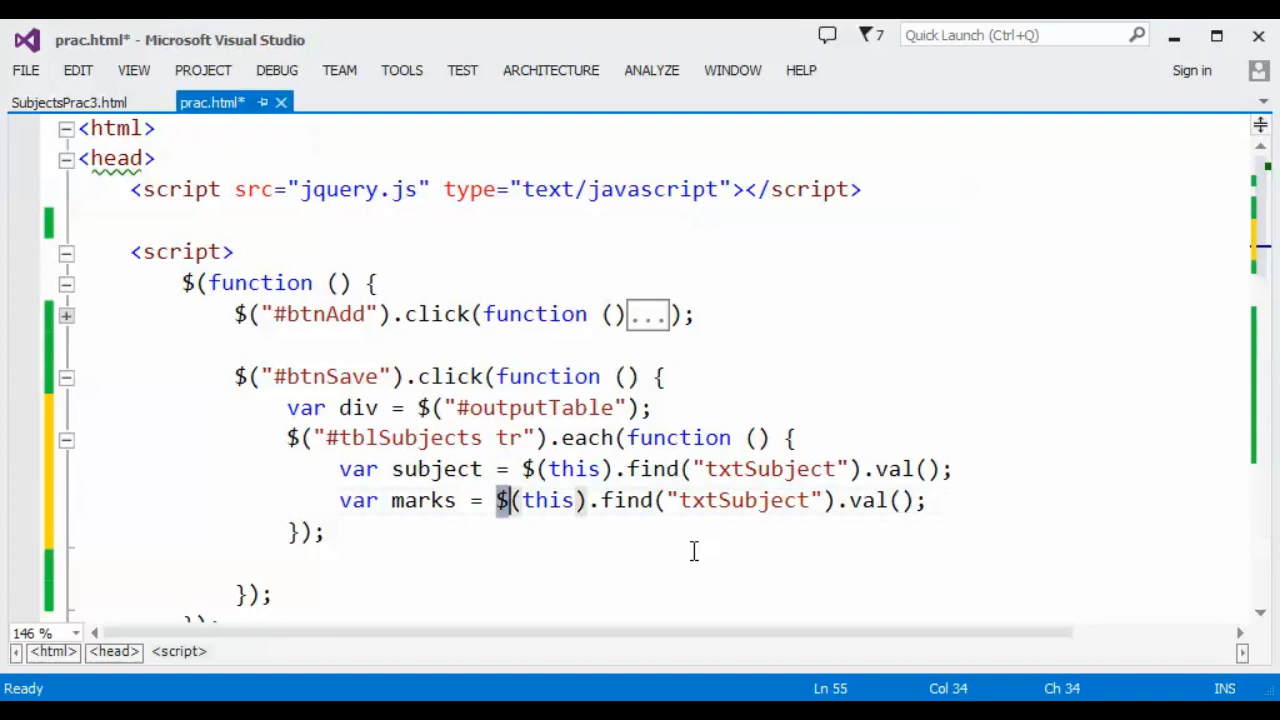 prac.html* - Microsoft Visual Studio
7
Quick Launch (Ctrl+Q)
FILE EDIT VIEW PROJECT DEBUG TEAM TOOLS TEST ARCHITECTURE ANALYZE WINDOW HELP Sign in
SubjectsPrac3.html prac.html*
<html>
<head>
<script src="jquery.js" type="text/javascript"></script>
<script>
$(function () {
$("#btnAdd").click(function ()...);
$("#btnSave").click(function () {
var div = $("#outputTable");
$("#tblSubjects tr").each(function () {
var subject = $(this).find("txtSubject").val();
var marks = $(this).find("txtSubject").val();
});
});
});
146 %
<html> <head> <script>
Ready Ln 55 Col 34 Ch 34 INS